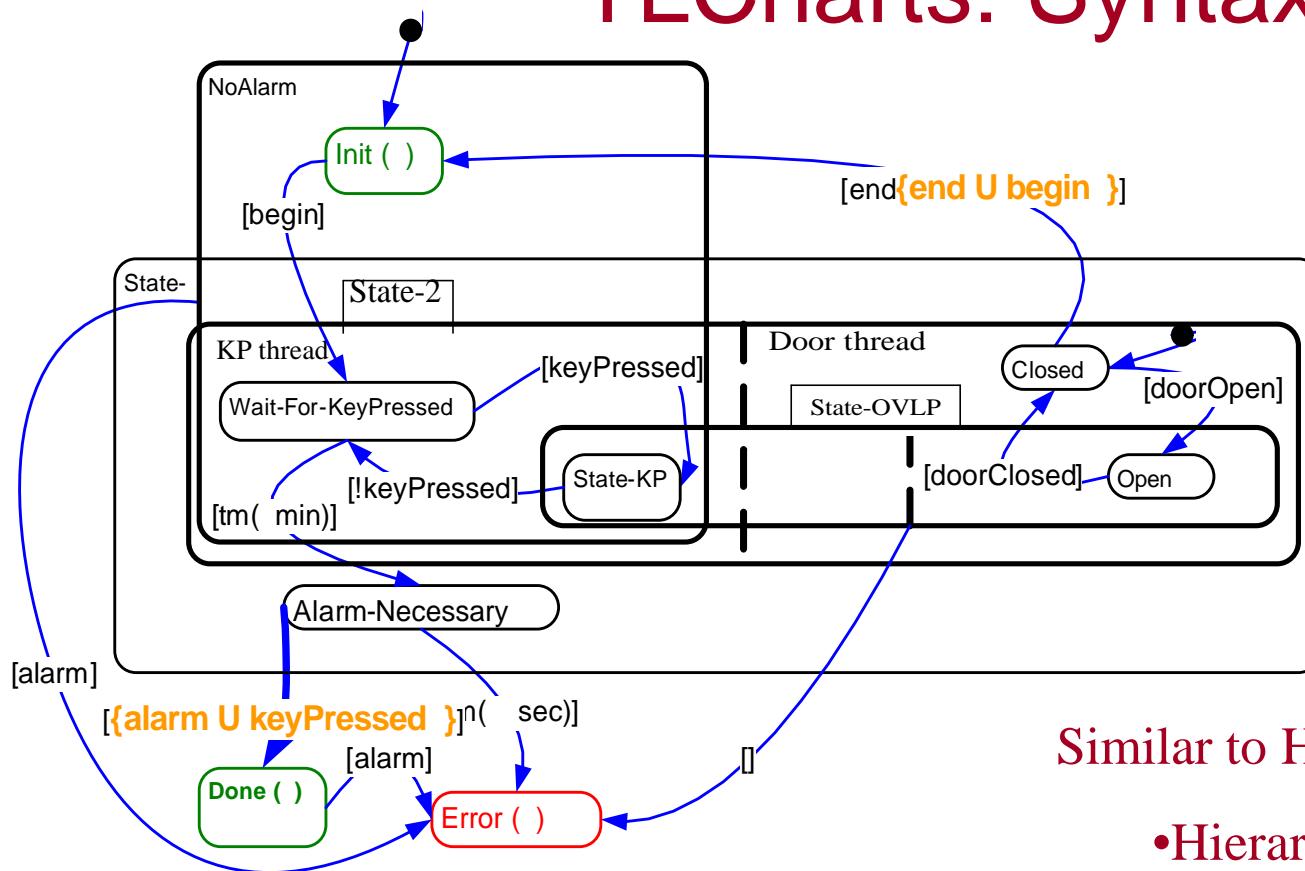 TLCharts: Syntax
NoAlarm
Init ( )
[end{end U begin }]
[begin]
State-
State-2
KP thread
Door thread
[keyPressed]
Closed
[doorOpen]
Wait-For-KeyPressed
State-OVLP
[!keyPressed]
State-KP
[doorClosed]
Open
[tm( min)]
Alarm-Necessary
[alarm]
[{alarm U keyPressed }]
sec)]
[alarm]
[]
Similar to
Done ( )
Error ( )